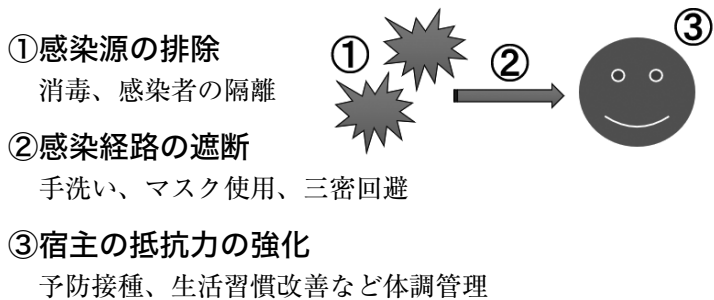 ①感染源の排除
消毒、感染者の隔離
②感染経路の遮断
手洗い、マスク使用、三密回避
③宿主の抵抗力の強化
予防接種、生活習慣改善など体調管理
①
②
③